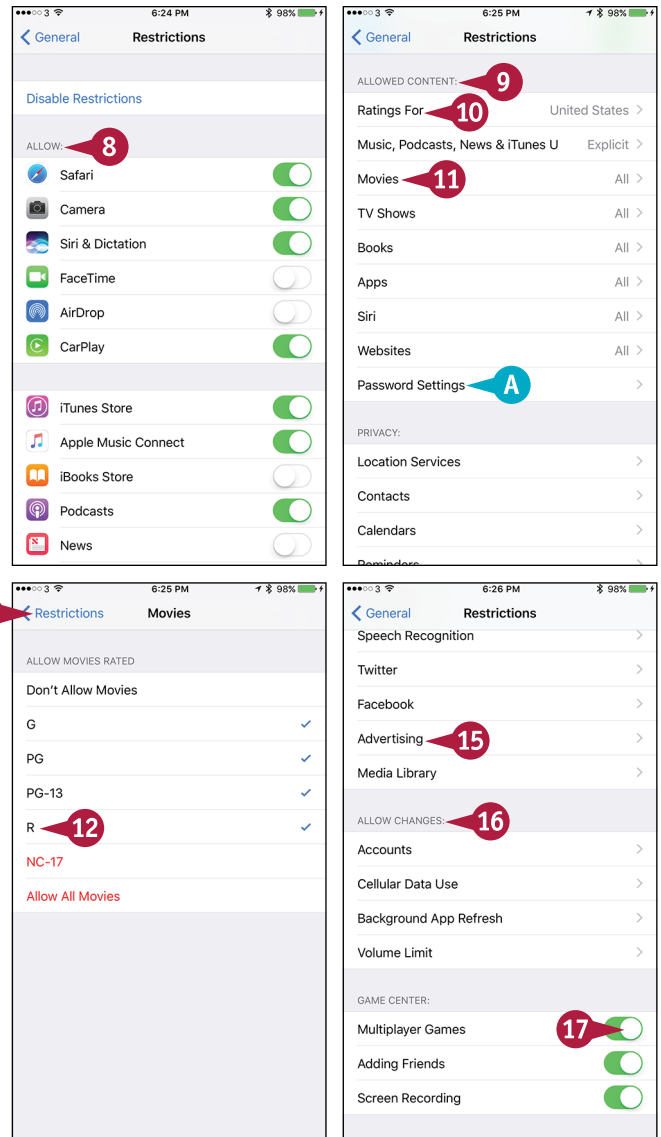 3 6:24 PM 98%
General Restrictions
Disable Restrictions
ALLOW: 8
Safari
Camera
Siri & Dictation
FaceTime
AirDrop
CarPlay
iTunes Store
Apple Music Connect
iBooks Store
Podcasts
News
3 6:25 PM 98%
General Restrictions
ALLOWED CONTENT: 9
Ratings For 10 United States
Music, Podcasts, News & iTunes U Explicit
Movies 11 All
TV Shows All
Books All
Apps All
Siri All
Websites All
Password Settings A
PRIVACY:
Location Services
Contacts
Calendars
Reminders
3 6:25 PM 98%
Restrictions Movies
ALLOW MOVIES RATED
Don't Allow Movies
G
PG
PG-13
R 12
NC-17
Allow All Movies
3 6:26 PM 98%
General Restrictions
Speech Recognition
Twitter
Facebook
Advertising 15
Media Library
ALLOW CHANGES: 16
Accounts
Cellular Data Use
Background App Refresh
Volume Limit
GAME CENTER:
Multiplayer Games 17
Adding Friends
Screen Recording